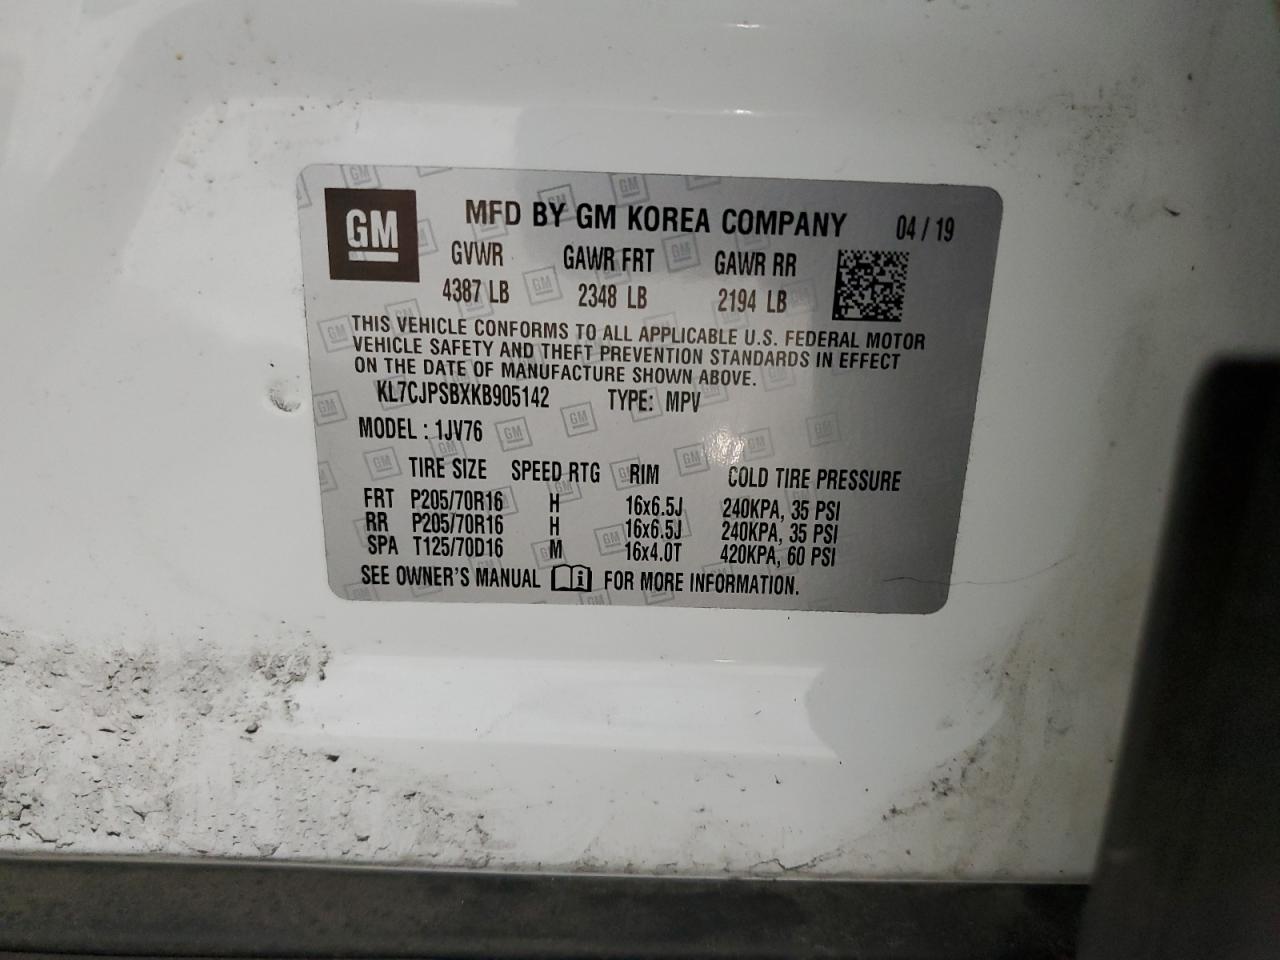 GM MFD BY GM KOREA COMPANY 04 / 19
GVWR GAWR FRT GAWR RR
4387 LB 2348 LB 2194 LB
THIS VEHICLE CONFORMS TO ALL APPLICABLE U.S. FEDERAL MOTOR
VEHICLE SAFETY AND THEFT PREVENTION STANDARDS IN EFFECT
ON THE DATE OF MANUFACTURE SHOWN ABOVE.
KL7CJPSBXKB905142 TYPE: MPV
MODEL : 1JV76
TIRE SIZE SPEED RTG RIM COLD TIRE PRESSURE
FRT P205/70R16 H 16x6.5J 240KPA, 35 PSI
RR P205/70R16 H 16x6.5J 240KPA, 35 PSI
SPA T125/70D16 M 16x4.0T 420KPA, 60 PSI
SEE OWNER'S MANUAL i FOR MORE INFORMATION.